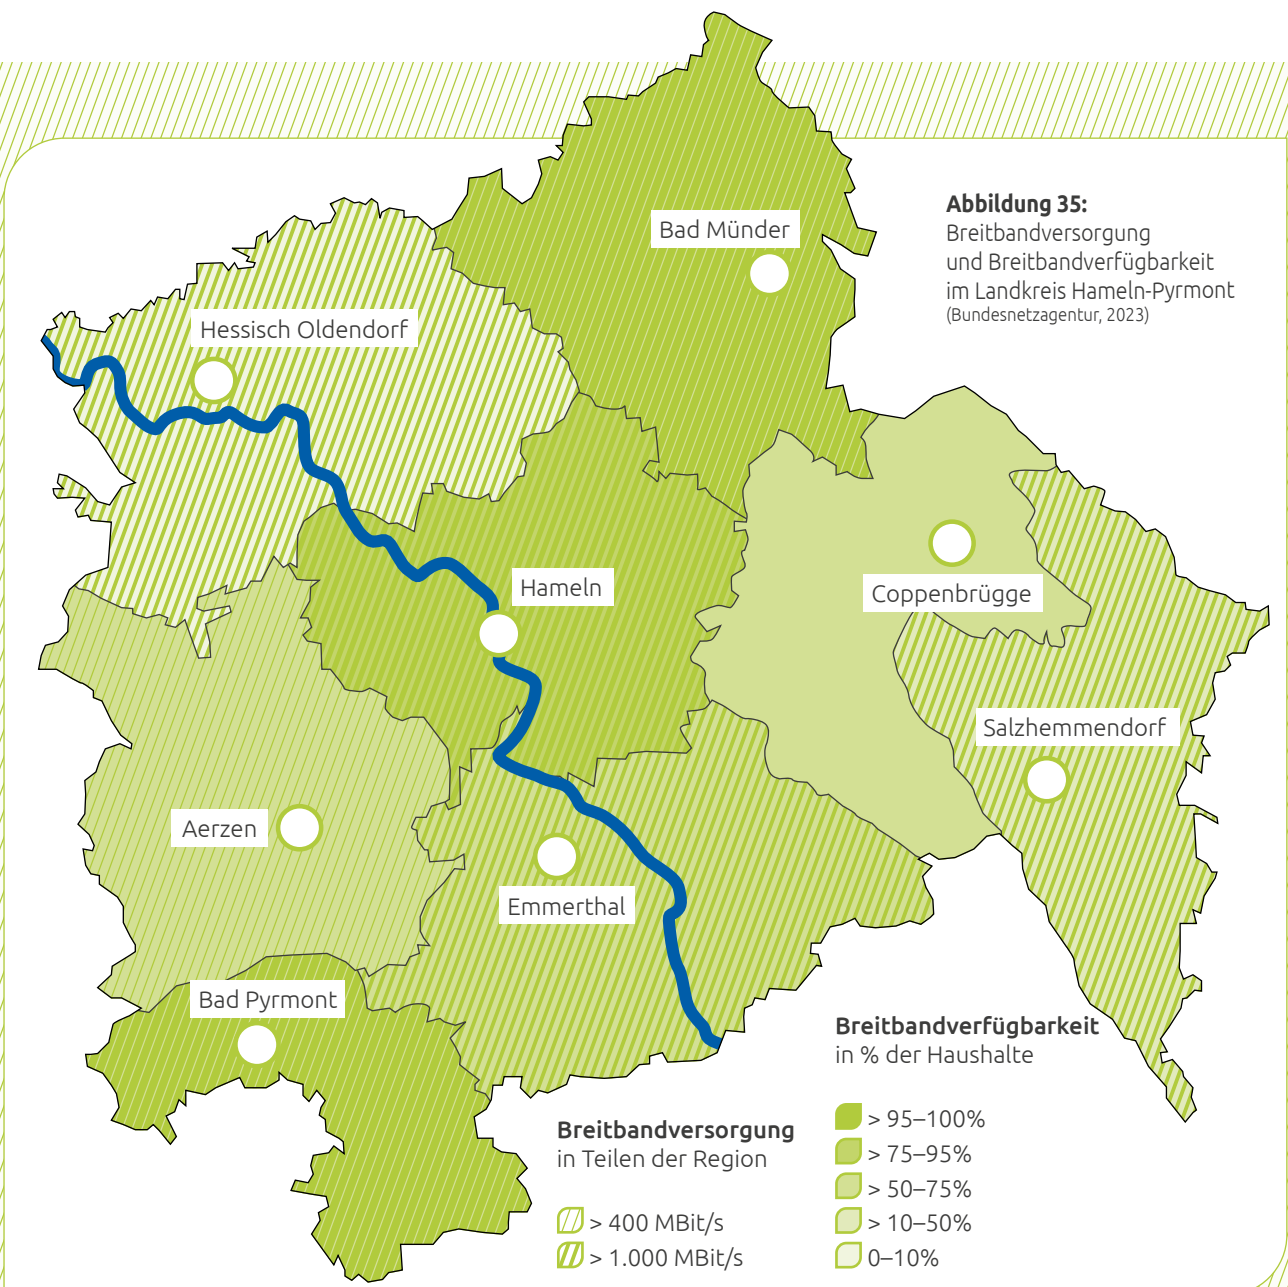 Abbildung 35:
Breitbandversorgung
und Breitbandverfügbarkeit
im Landkreis Hameln-Pyrmont
(Bundesnetzagentur, 2023)
Bad Münder
Hessisch Oldendorf
Hameln
Coppenbrügge
Salzhemmendorf
Aerzen
Emmerthal
Bad Pyrmont
Breitbandversorgung
in Teilen der Region
> 400 MBit/s
> 1.000 MBit/s
Breitbandverfügbarkeit
in % der Haushalte
> 95–100%
> 75–95%
> 50–75%
> 10–50%
0–10%